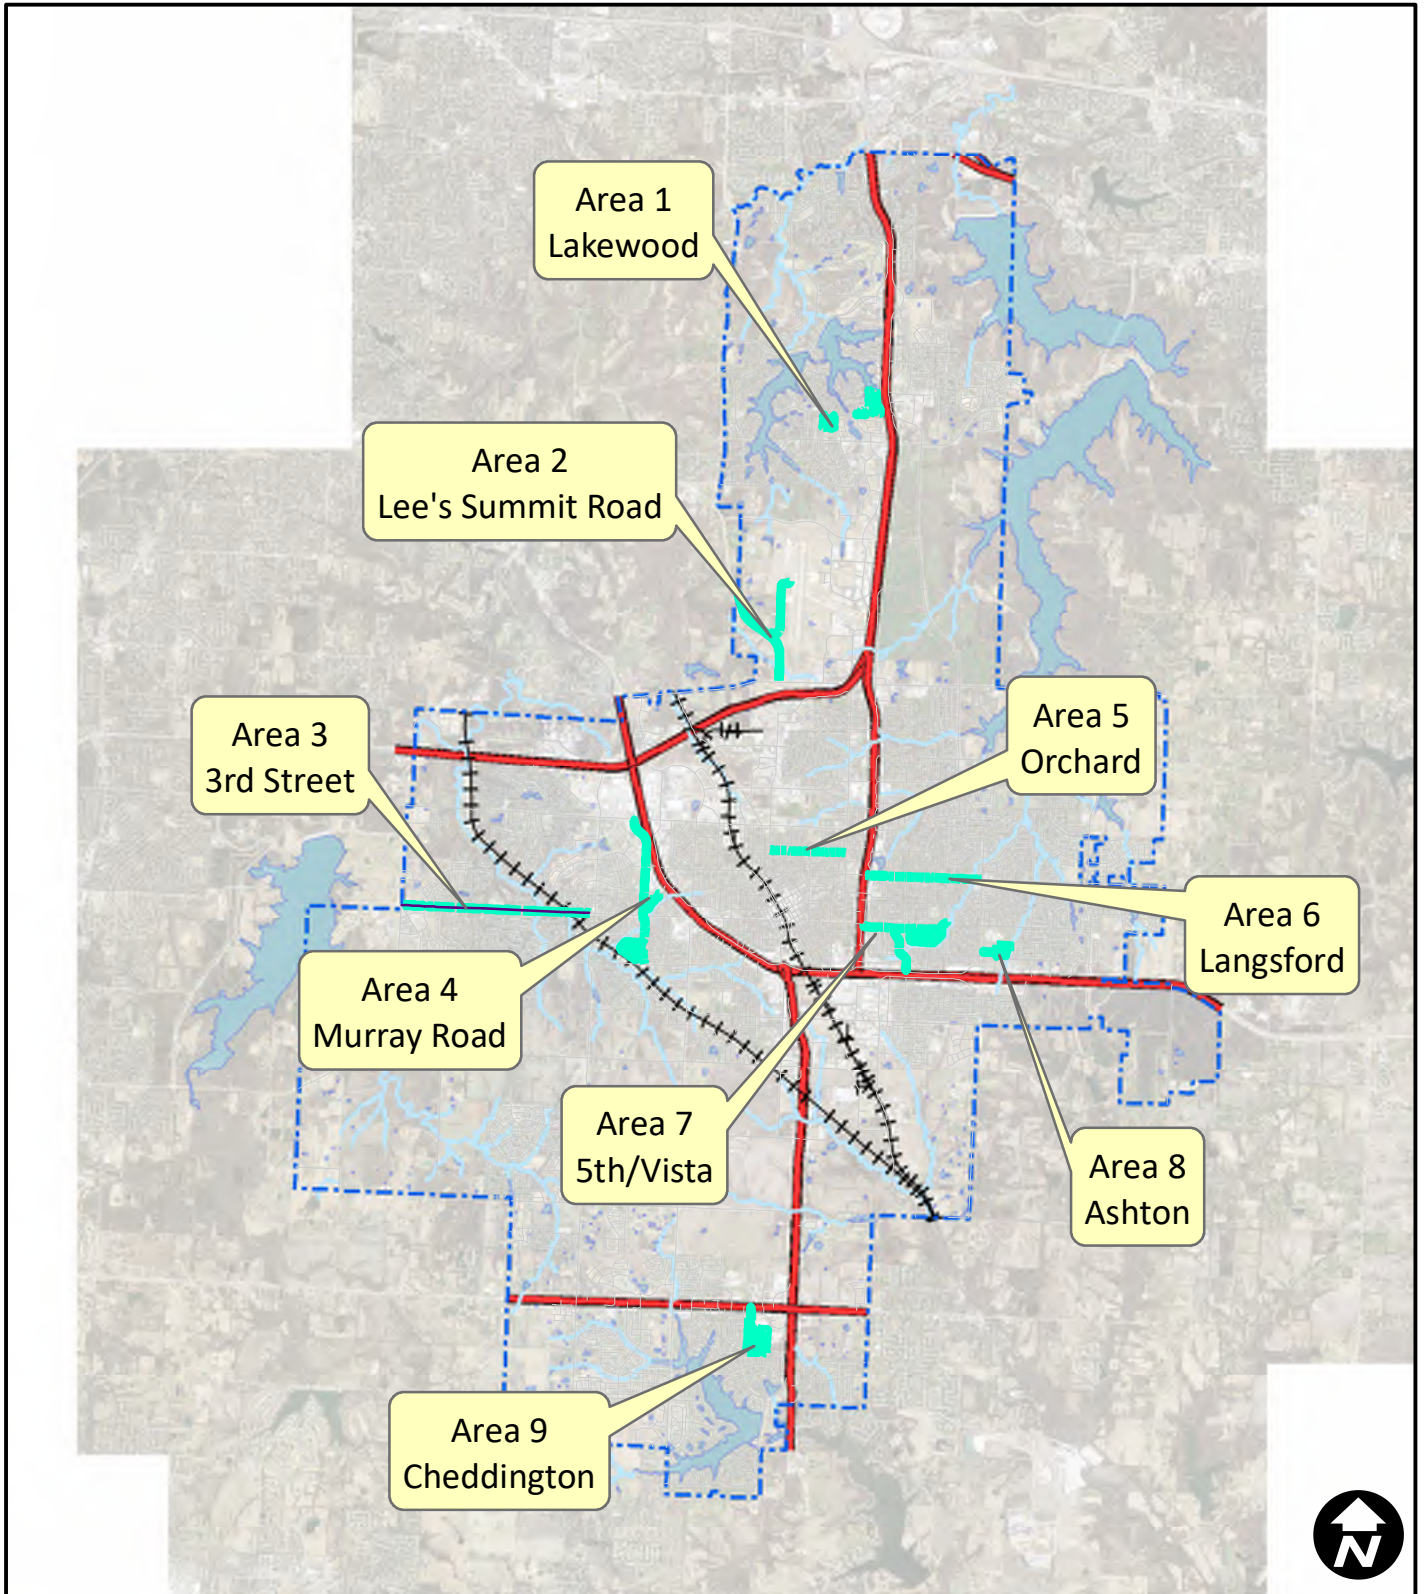 Area 1
Lakewood
Area 2
Lee's Summit Road
Area 3
3rd Street
Area 5
Orchard
Area 4
Murray Road
Area 6
Langsford
Area 7
5th/Vista
Area 8
Ashton
Area 9
Cheddington
N